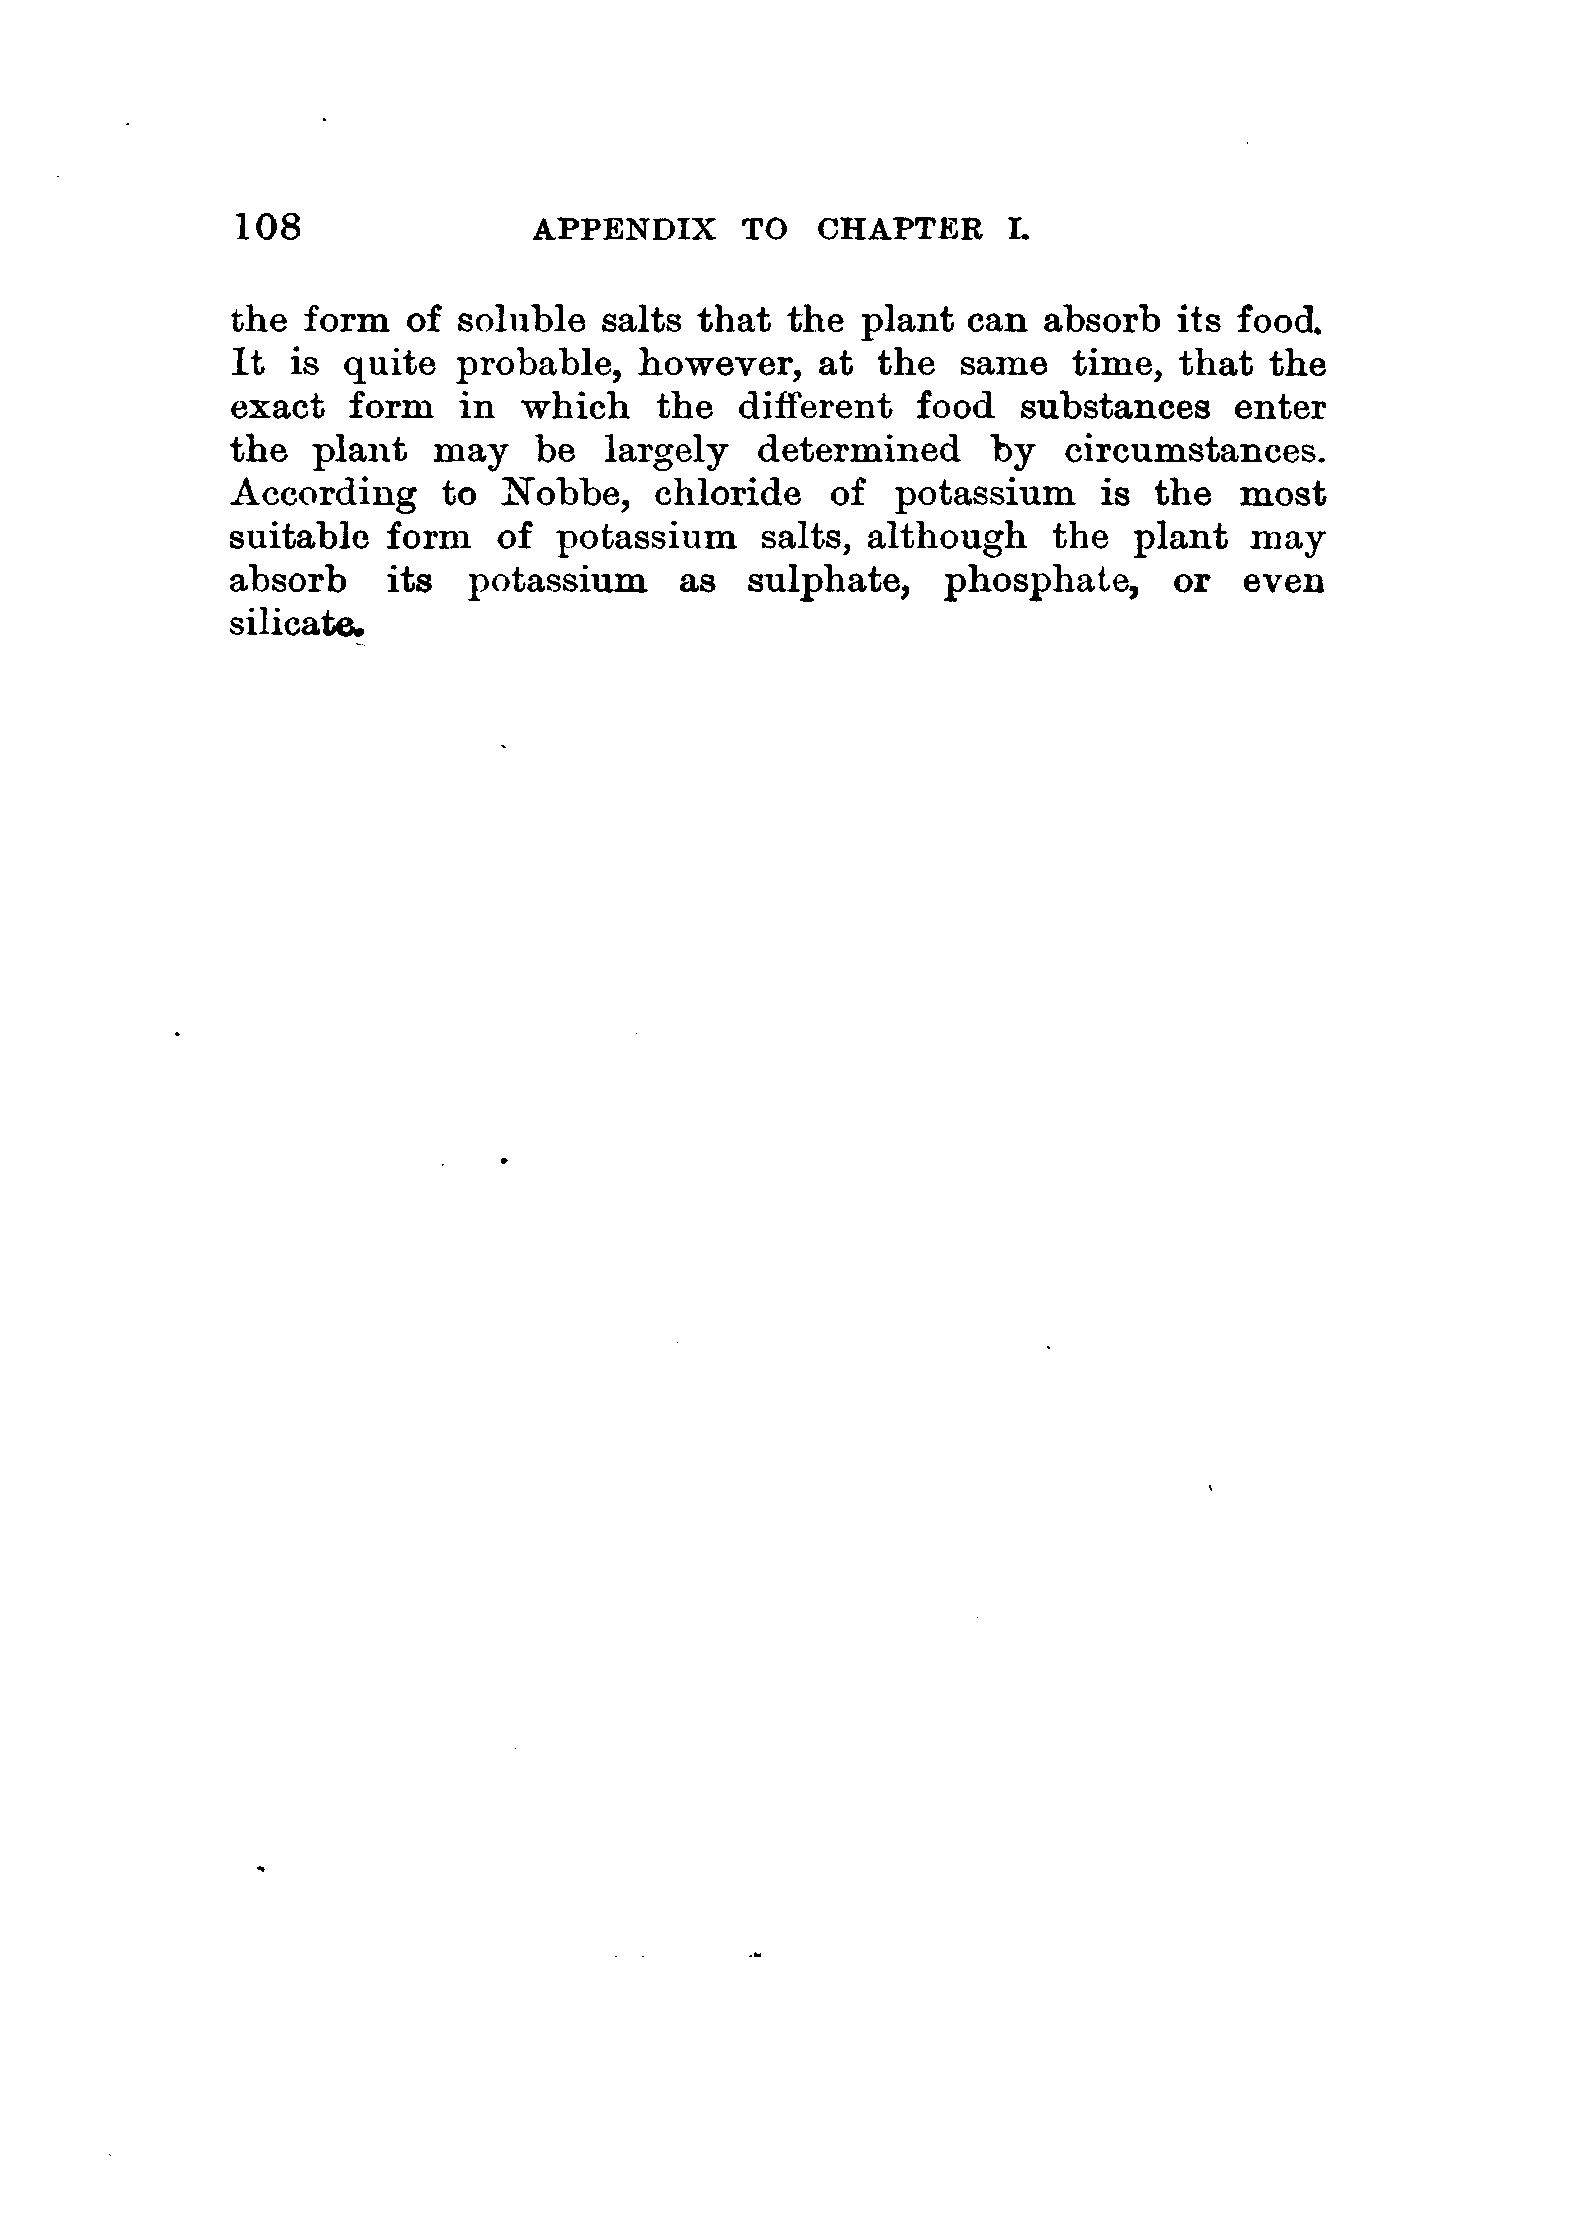 108 APPENDIX TO CHAPTER I.
the form of soluble salts that the plant can absorb its food.
It is quite probable, however, at the same time, that the
exact form in which the different food substances enter
the plant may be largely determined by circumstances.
According to Nobbe, chloride of potassium is the most
suitable form of potassium salts, although the plant may
absorb its potassium as sulphate, phosphate, or even
silicate.